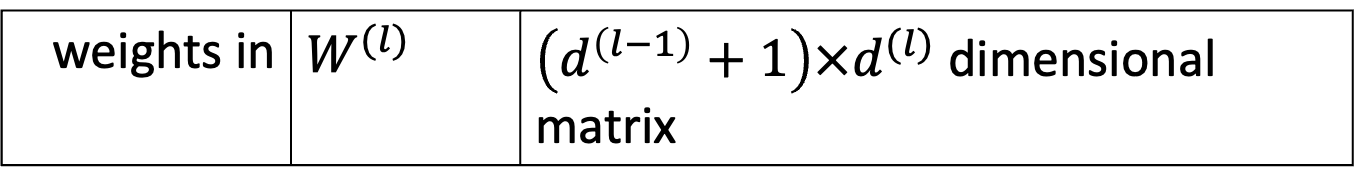 weights in W^(l) (d^(l−1) + 1)×d^(l) dimensional
matrix